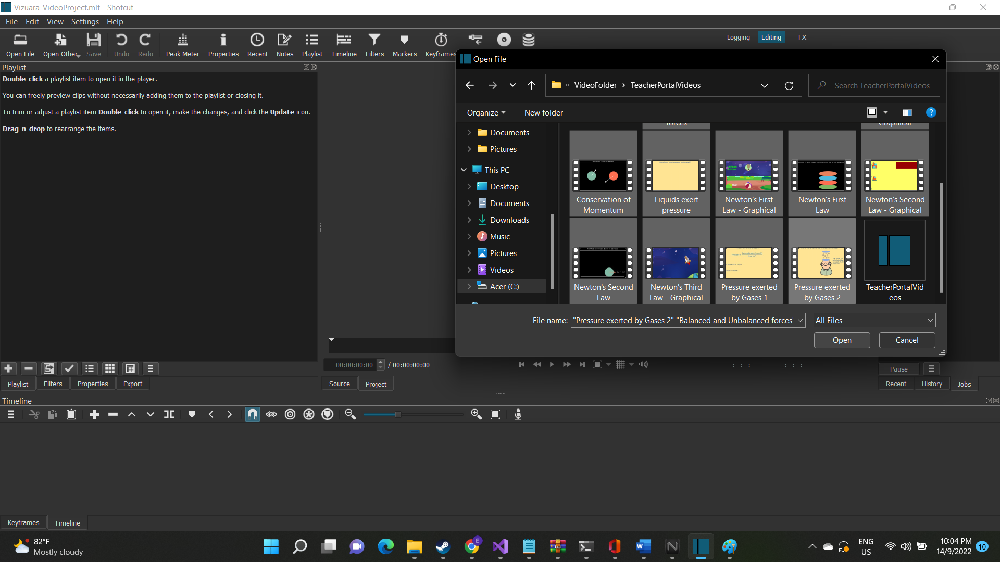 Vizuara_VideoProject.mlt - Shotcut
File Edit View Settings Help
Open File Open Other Save Undo Redo Peak Meter Properties Recent Notes Playlist Timeline Filters Markers Keyframes
Logging Editing FX
Playlist
Double-click a playlist item to open it in the player.
You can freely preview clips without necessarily adding them to the playlist or closing it.
To trim or adjust a playlist item Double-click to open it, make the changes, and click the Update icon.
Drag-n-drop to rearrange the items.
Open File
« VideoFolder › TeacherPortalVideos
Search TeacherPortalVideos
Organize New folder
Documents
Pictures
This PC
Desktop
Documents
Downloads
Music
Pictures
Videos
Acer (C:)
forces Graphical
Conservation of Momentum
Liquids exert pressure
Newton's First Law - Graphical
Newton's First Law
Newton's Second Law - Graphical
Newton's Second Law
Newton's Third Law - Graphical
Pressure exerted by Gases 1
Pressure exerted by Gases 2
TeacherPortalVid
eos
File name: "Pressure exerted by Gases 2" "Balanced and Unbalanced forces"
All Files
Open Cancel
00:00:00:00 / 00:00:00:00
--:--:--:-- --:--:--:--
Pause
Playlist Filters Properties Export
Source Project
Recent History Jobs
Timeline
Keyframes Timeline
82°F
Mostly cloudy
ENG
US
10:04 PM
14/9/2022
10